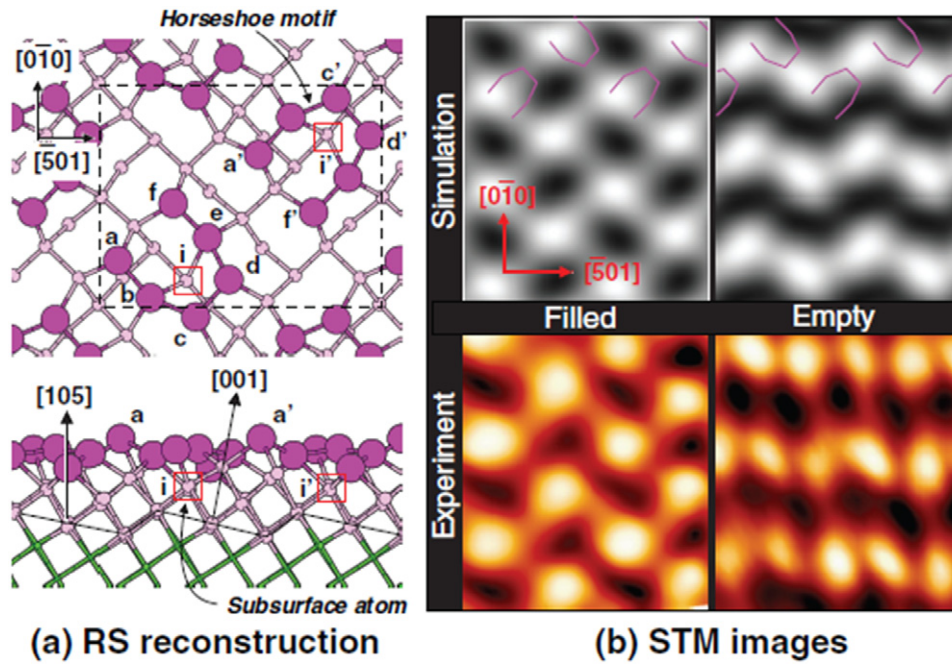 Horseshoe motif
[01̅0]
[5̅01]
c'
a'
i'
d'
f
e
f'
a
i
d
b
c
[105]
[001]
a
a'
i
i'
Subsurface atom
(a) RS reconstruction
Simulation
[01̅0]
[5̅01]
Filled
Empty
Experiment
(b) STM images